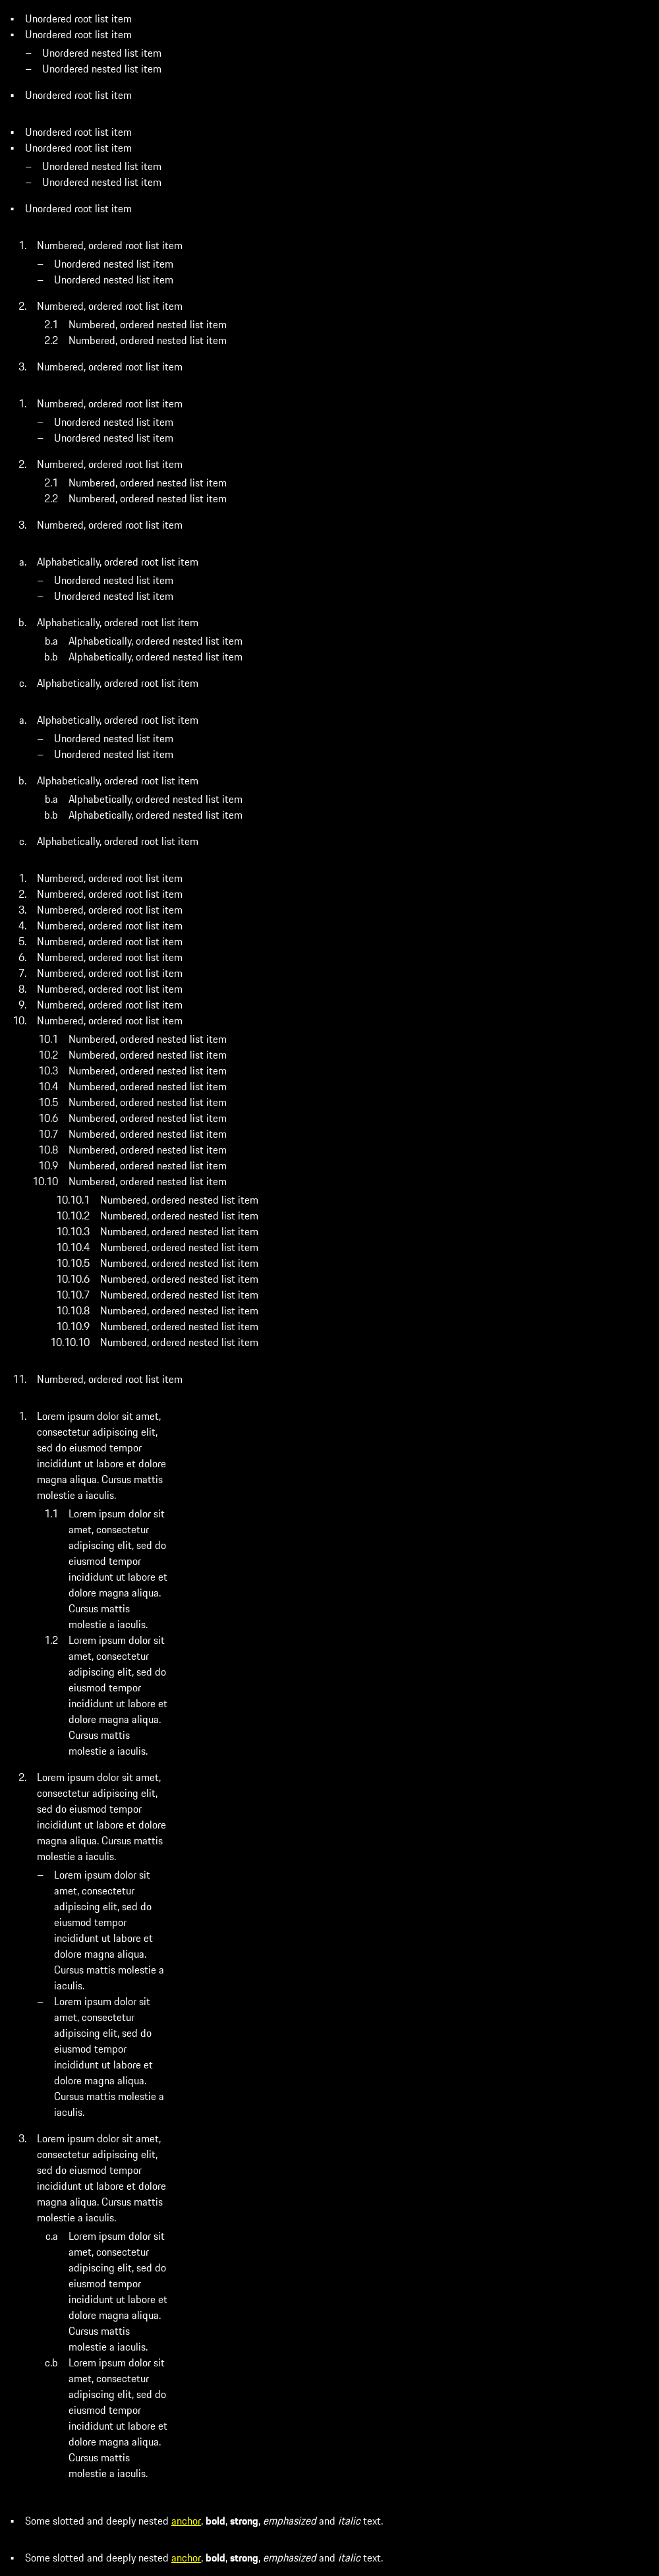 ▪ Unordered root list item
▪ Unordered root list item
– Unordered nested list item
– Unordered nested list item
▪ Unordered root list item
▪ Unordered root list item
▪ Unordered root list item
– Unordered nested list item
– Unordered nested list item
▪ Unordered root list item
1. Numbered, ordered root list item
– Unordered nested list item
– Unordered nested list item
2. Numbered, ordered root list item
2.1 Numbered, ordered nested list item
2.2 Numbered, ordered nested list item
3. Numbered, ordered root list item
1. Numbered, ordered root list item
– Unordered nested list item
– Unordered nested list item
2. Numbered, ordered root list item
2.1 Numbered, ordered nested list item
2.2 Numbered, ordered nested list item
3. Numbered, ordered root list item
a. Alphabetically, ordered root list item
– Unordered nested list item
– Unordered nested list item
b. Alphabetically, ordered root list item
b.a Alphabetically, ordered nested list item
b.b Alphabetically, ordered nested list item
c. Alphabetically, ordered root list item
a. Alphabetically, ordered root list item
– Unordered nested list item
– Unordered nested list item
b. Alphabetically, ordered root list item
b.a Alphabetically, ordered nested list item
b.b Alphabetically, ordered nested list item
c. Alphabetically, ordered root list item
1. Numbered, ordered root list item
2. Numbered, ordered root list item
3. Numbered, ordered root list item
4. Numbered, ordered root list item
5. Numbered, ordered root list item
6. Numbered, ordered root list item
7. Numbered, ordered root list item
8. Numbered, ordered root list item
9. Numbered, ordered root list item
10. Numbered, ordered root list item
10.1 Numbered, ordered nested list item
10.2 Numbered, ordered nested list item
10.3 Numbered, ordered nested list item
10.4 Numbered, ordered nested list item
10.5 Numbered, ordered nested list item
10.6 Numbered, ordered nested list item
10.7 Numbered, ordered nested list item
10.8 Numbered, ordered nested list item
10.9 Numbered, ordered nested list item
10.10 Numbered, ordered nested list item
10.10.1 Numbered, ordered nested list item
10.10.2 Numbered, ordered nested list item
10.10.3 Numbered, ordered nested list item
10.10.4 Numbered, ordered nested list item
10.10.5 Numbered, ordered nested list item
10.10.6 Numbered, ordered nested list item
10.10.7 Numbered, ordered nested list item
10.10.8 Numbered, ordered nested list item
10.10.9 Numbered, ordered nested list item
10.10.10 Numbered, ordered nested list item
11. Numbered, ordered root list item
1. Lorem ipsum dolor sit amet,
consectetur adipiscing elit,
sed do eiusmod tempor
incididunt ut labore et dolore
magna aliqua. Cursus mattis
molestie a iaculis.
1.1 Lorem ipsum dolor sit
amet, consectetur
adipiscing elit, sed do
eiusmod tempor
incididunt ut labore et
dolore magna aliqua.
Cursus mattis
molestie a iaculis.
1.2 Lorem ipsum dolor sit
amet, consectetur
adipiscing elit, sed do
eiusmod tempor
incididunt ut labore et
dolore magna aliqua.
Cursus mattis
molestie a iaculis.
2. Lorem ipsum dolor sit amet,
consectetur adipiscing elit,
sed do eiusmod tempor
incididunt ut labore et dolore
magna aliqua. Cursus mattis
molestie a iaculis.
– Lorem ipsum dolor sit
amet, consectetur
adipiscing elit, sed do
eiusmod tempor
incididunt ut labore et
dolore magna aliqua.
Cursus mattis molestie a
iaculis.
– Lorem ipsum dolor sit
amet, consectetur
adipiscing elit, sed do
eiusmod tempor
incididunt ut labore et
dolore magna aliqua.
Cursus mattis molestie a
iaculis.
3. Lorem ipsum dolor sit amet,
consectetur adipiscing elit,
sed do eiusmod tempor
incididunt ut labore et dolore
magna aliqua. Cursus mattis
molestie a iaculis.
c.a Lorem ipsum dolor sit
amet, consectetur
adipiscing elit, sed do
eiusmod tempor
incididunt ut labore et
dolore magna aliqua.
Cursus mattis
molestie a iaculis.
c.b Lorem ipsum dolor sit
amet, consectetur
adipiscing elit, sed do
eiusmod tempor
incididunt ut labore et
dolore magna aliqua.
Cursus mattis
molestie a iaculis.
▪ Some slotted and deeply nested anchor, bold, strong, emphasized and italic text.
▪ Some slotted and deeply nested anchor, bold, strong, emphasized and italic text.